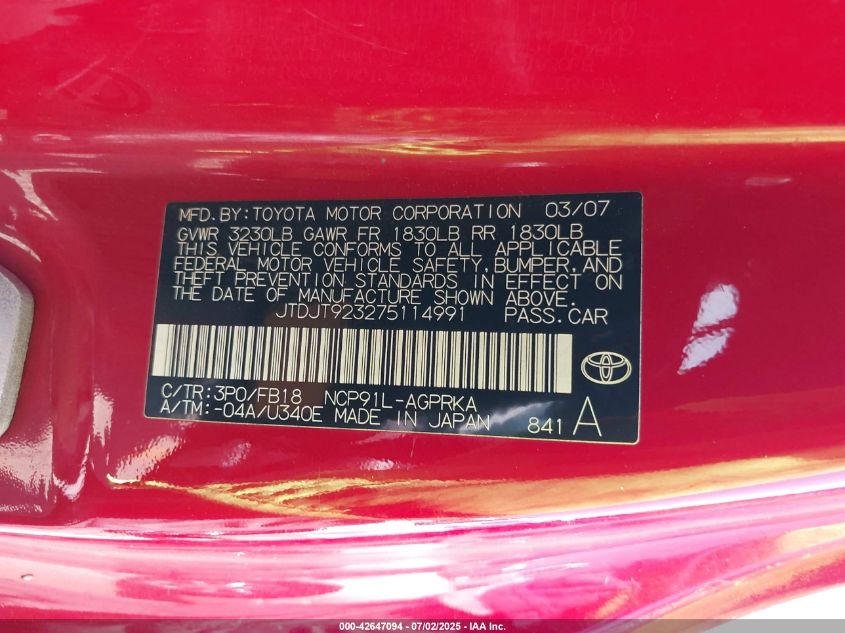 MFD. BY: TOYOTA MOTOR CORPORATION 03/07
GVWR 3230LB GAWR FR 1830LB RR 1830LB
THIS VEHICLE CONFORMS TO ALL APPLICABLE
FEDERAL MOTOR VEHICLE SAFETY, BUMPER, AND
THEFT PREVENTION STANDARDS IN EFFECT ON
THE DATE OF MANUFACTURE SHOWN ABOVE.
JTDJT923275114991 PASS. CAR
C/TR: 3P0/FB18 NCP91L-AGPRKA
A/TM: -04A/U340E MADE IN JAPAN 841 A
000-42647094 - 07/02/2025 - IAA Inc.